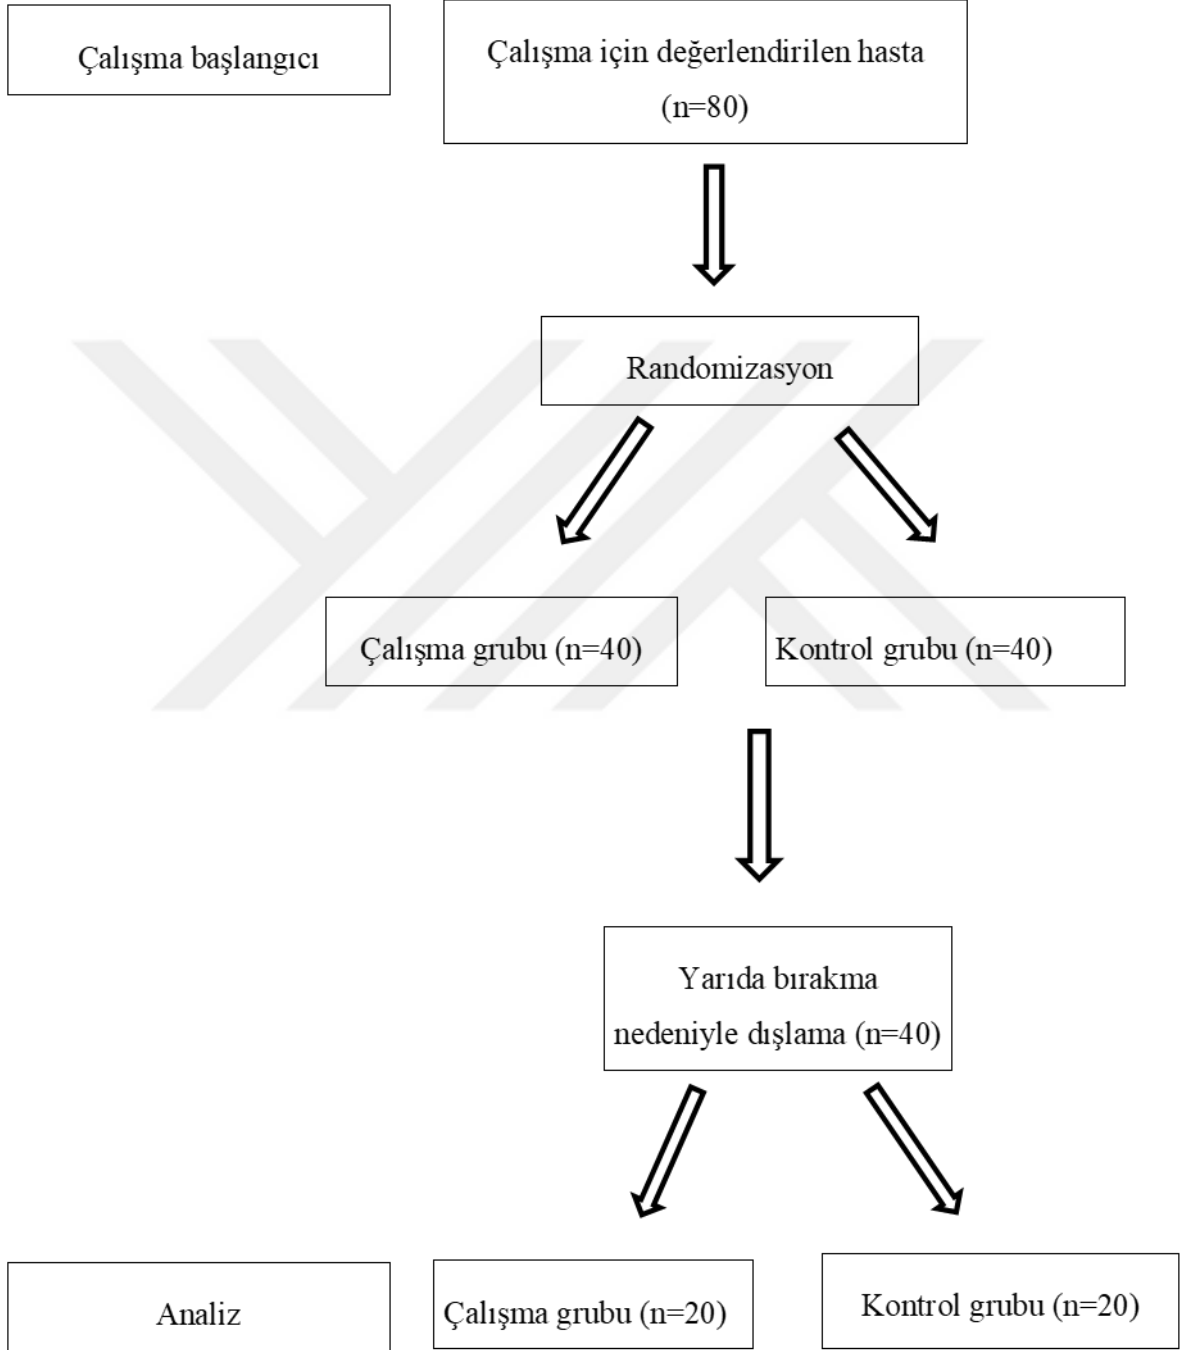 Çalışma başlangıcı
Çalışma için değerlendirilen hasta
(n=80)
Randomizasyon
Çalışma grubu (n=40)
Kontrol grubu (n=40)
Yarıda bırakma
nedeniyle dışlama (n=40)
Analiz
Çalışma grubu (n=20)
Kontrol grubu (n=20)